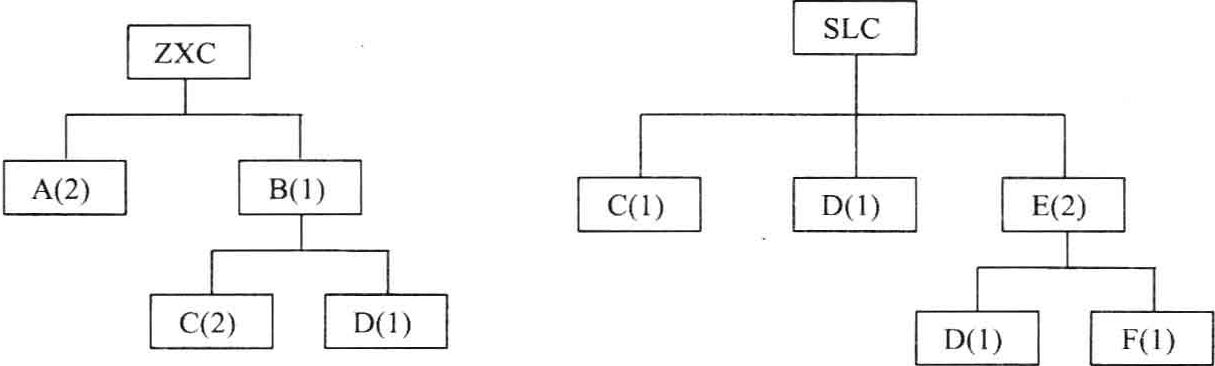 ZXC
A(2)
B(1)
C(2)
D(1)
SLC
C(1)
D(1)
E(2)
D(1)
F(1)